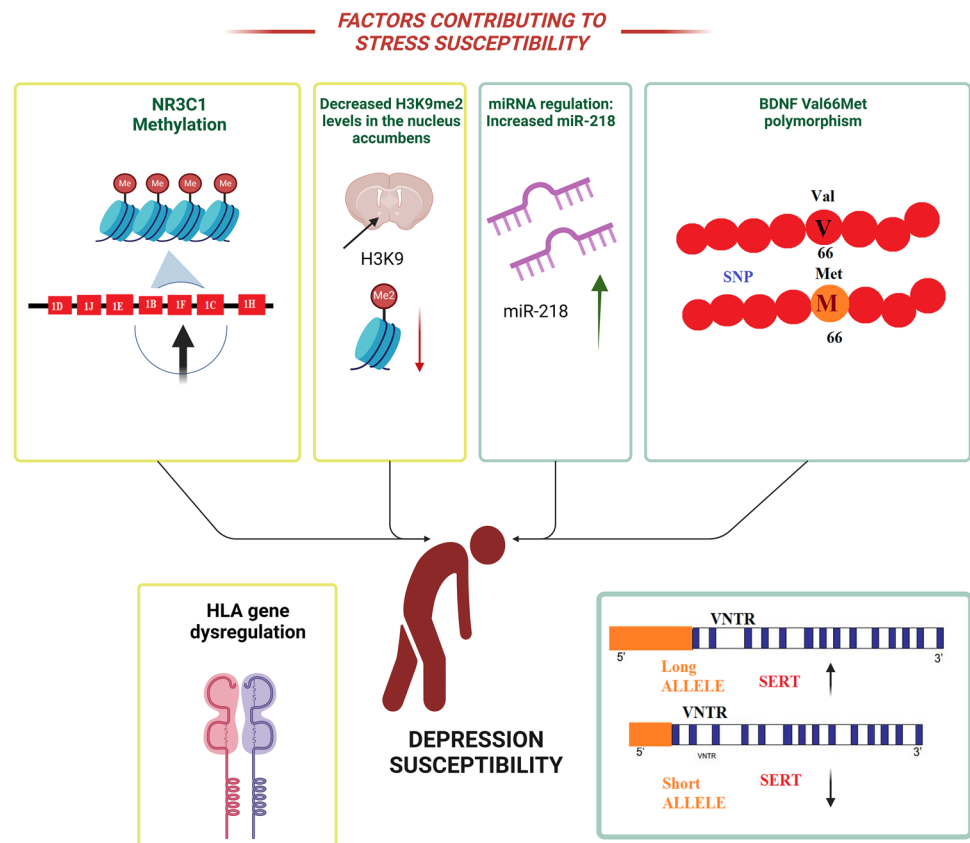 FACTORS CONTRIBUTING TO
STRESS SUSCEPTIBILITY
NR3C1
Methylation
Me Me Me Me
1D 1J 1E 1B 1F 1C 1H
Decreased H3K9me2
levels in the nucleus
accumbens
H3K9
Me2
miRNA regulation:
Increased miR-218
miR-218
BDNF Val66Met
polymorphism
Val
V
66
SNP
Met
M
66
HLA gene
dysregulation
DEPRESSION
SUSCEPTIBILITY
VNTR
5' 3'
Long
ALLELE
SERT
VNTR
5' 3'
VNTR
Short
ALLELE
SERT